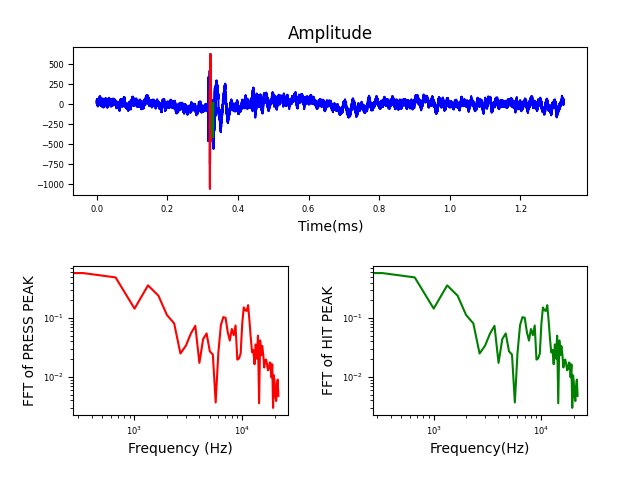 Amplitude
500
250
0
−250
−500
−750
−1000
0.0 0.2 0.4 0.6 0.8 1.0 1.2
Time(ms)
FFT of PRESS PEAK
10⁻¹
10⁻²
10³ 10⁴
Frequency (Hz)
FFT of HIT PEAK
10⁻¹
10⁻²
10³ 10⁴
Frequency(Hz)